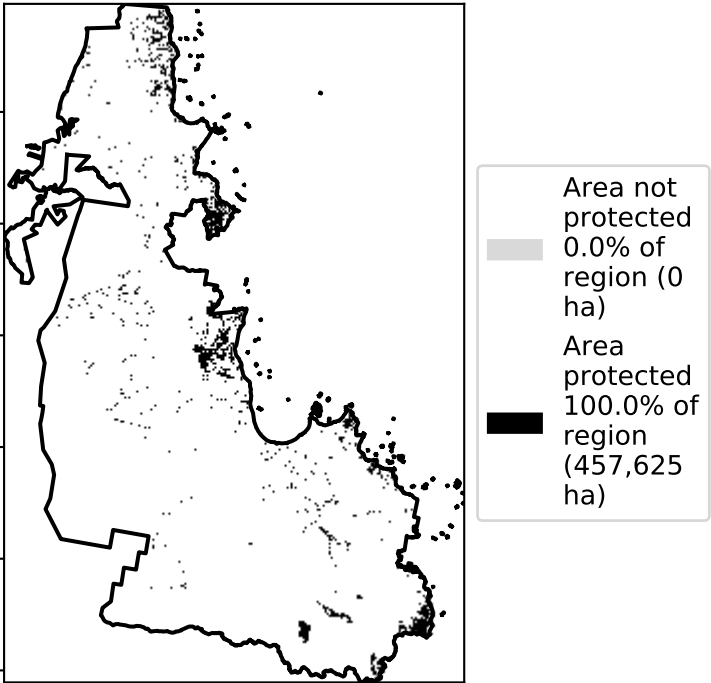 Area not
protected
0.0% of
region (0
ha)
Area
protected
100.0% of
region
(457,625
ha)